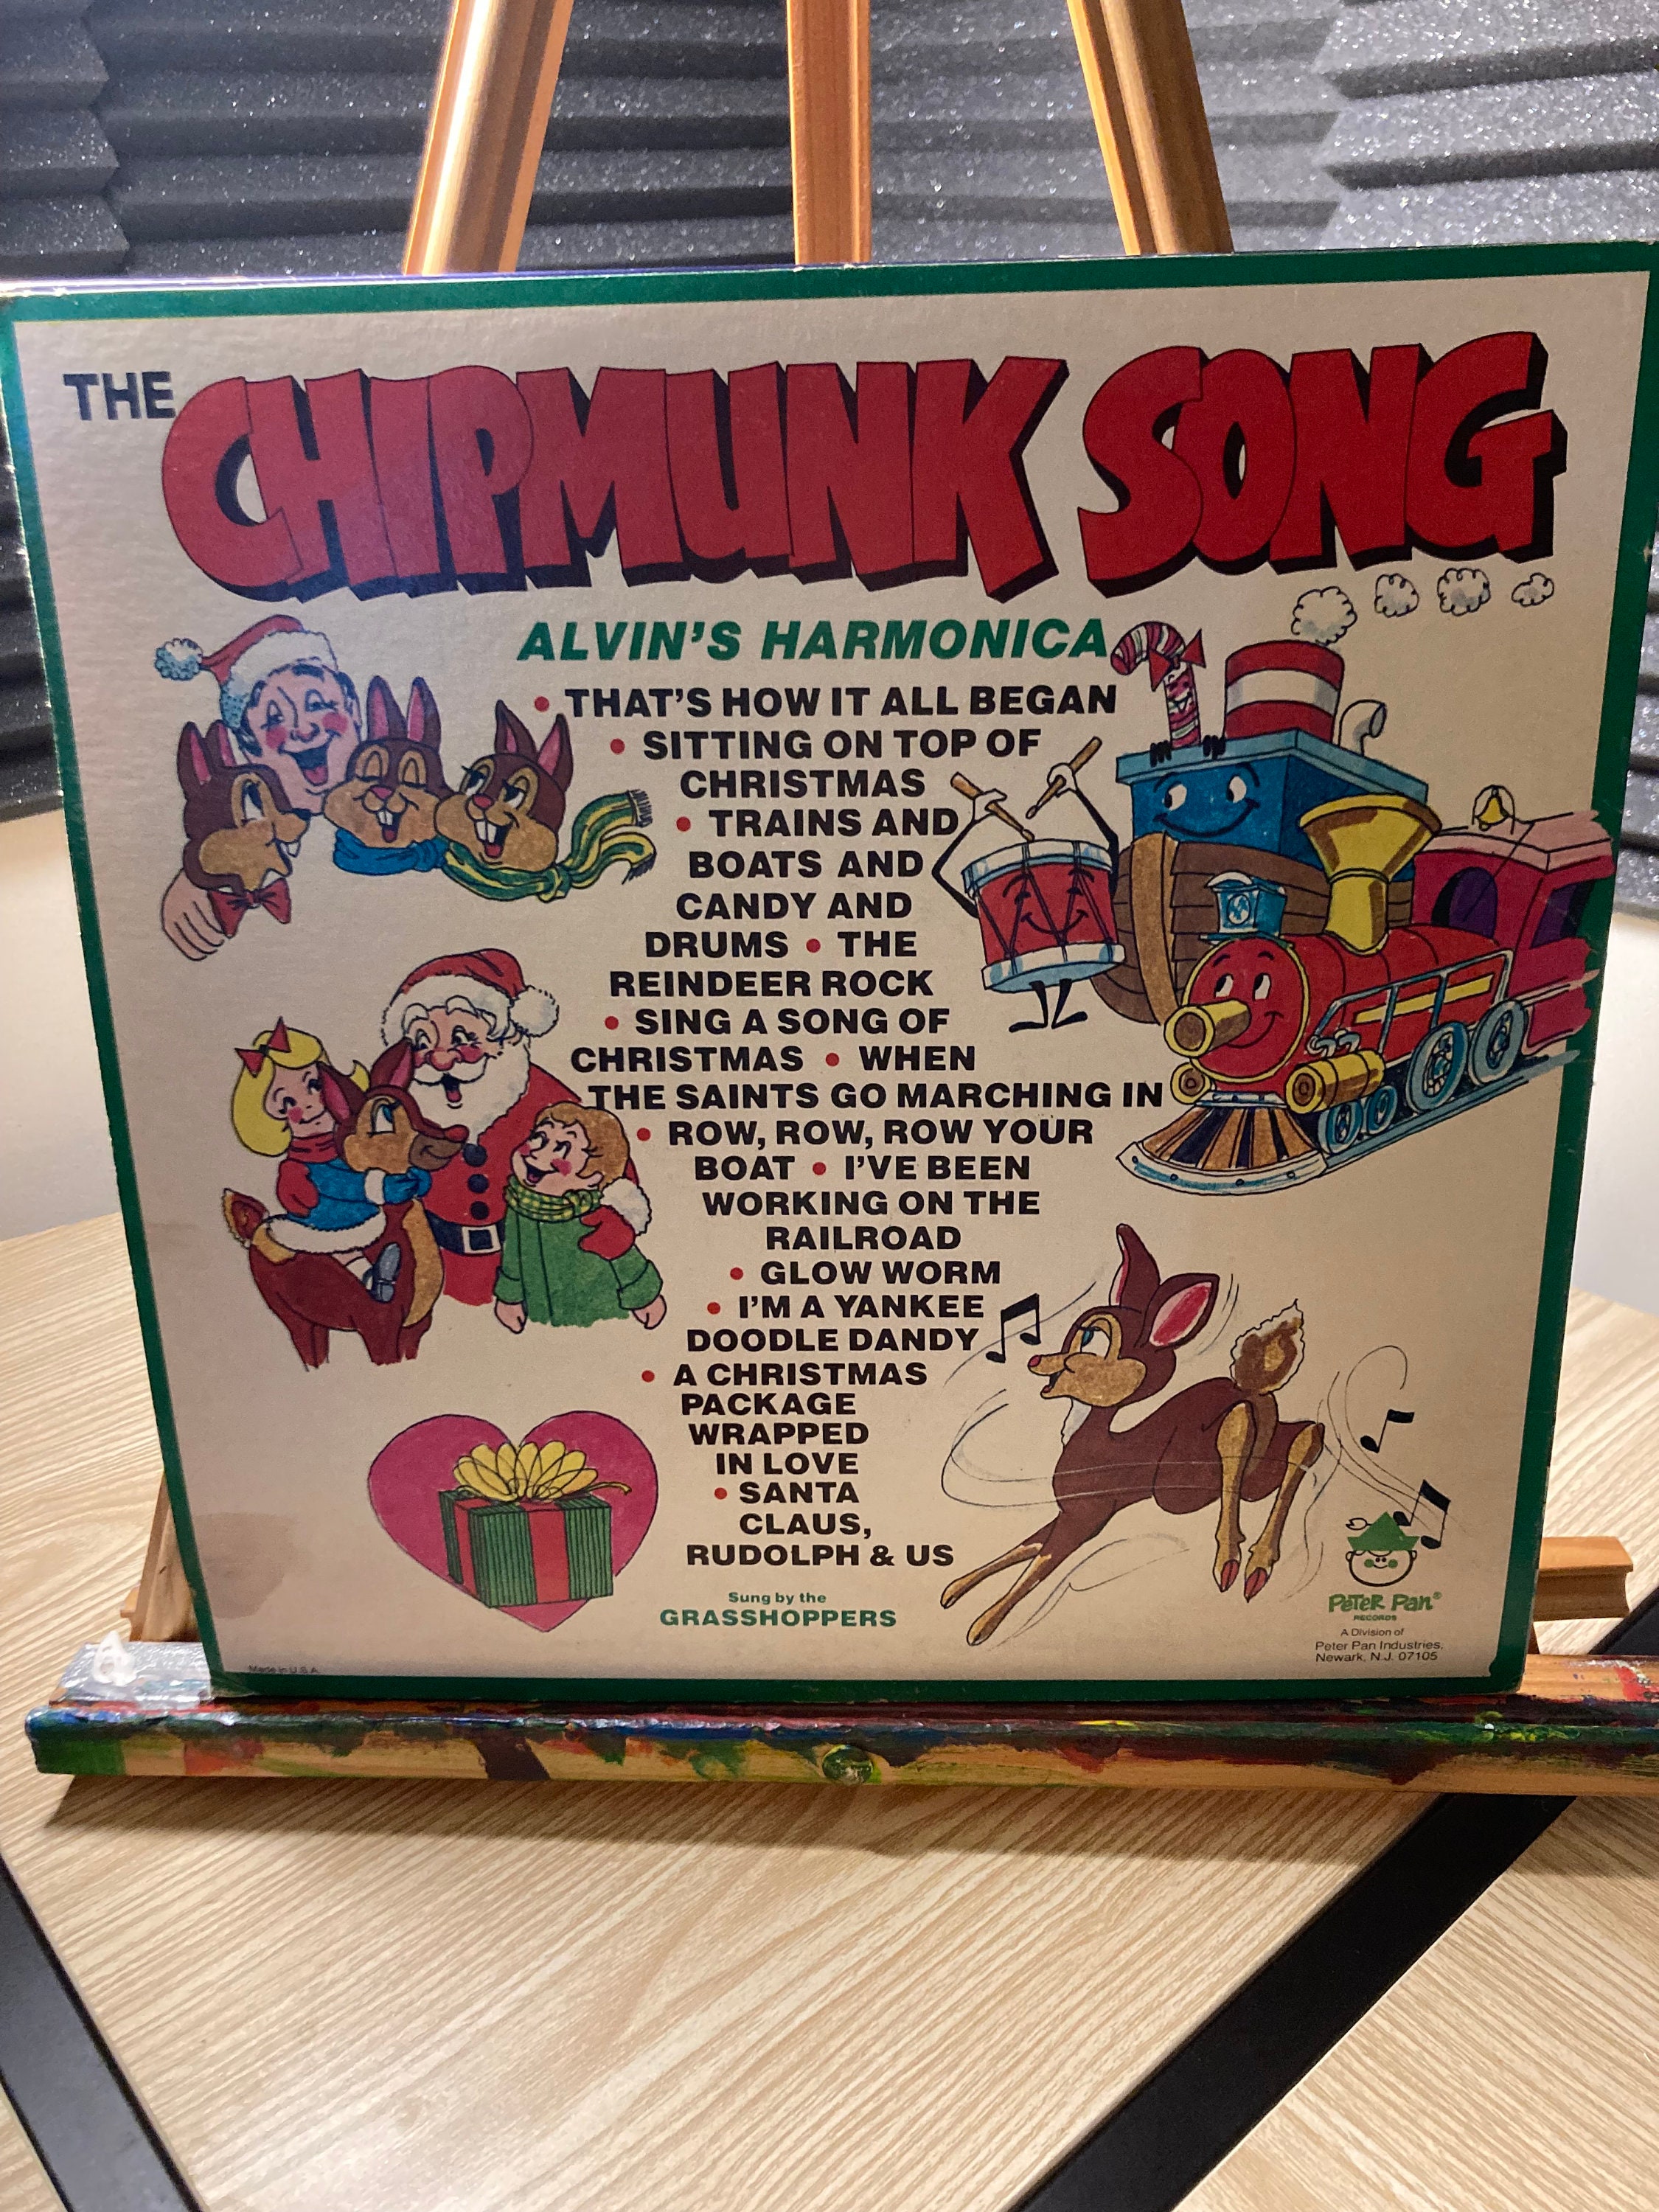 THE CHIPMUNK SONG
ALVIN'S HARMONICA
• THAT'S HOW IT ALL BEGAN
• SITTING ON TOP OF
CHRISTMAS
• TRAINS AND
BOATS AND
CANDY AND
DRUMS • THE
REINDEER ROCK
• SING A SONG OF
CHRISTMAS • WHEN
THE SAINTS GO MARCHING IN
• ROW, ROW, ROW YOUR
BOAT • I'VE BEEN
WORKING ON THE
RAILROAD
• GLOW WORM
• I'M A YANKEE
DOODLE DANDY
• A CHRISTMAS
PACKAGE
WRAPPED
IN LOVE
• SANTA
CLAUS,
RUDOLPH & US
Sung by the
GRASSHOPPERS
PETER PAN®
RECORDS
A Division of
Peter Pan Industries,
Newark, N.J. 07105
Made in U.S.A.